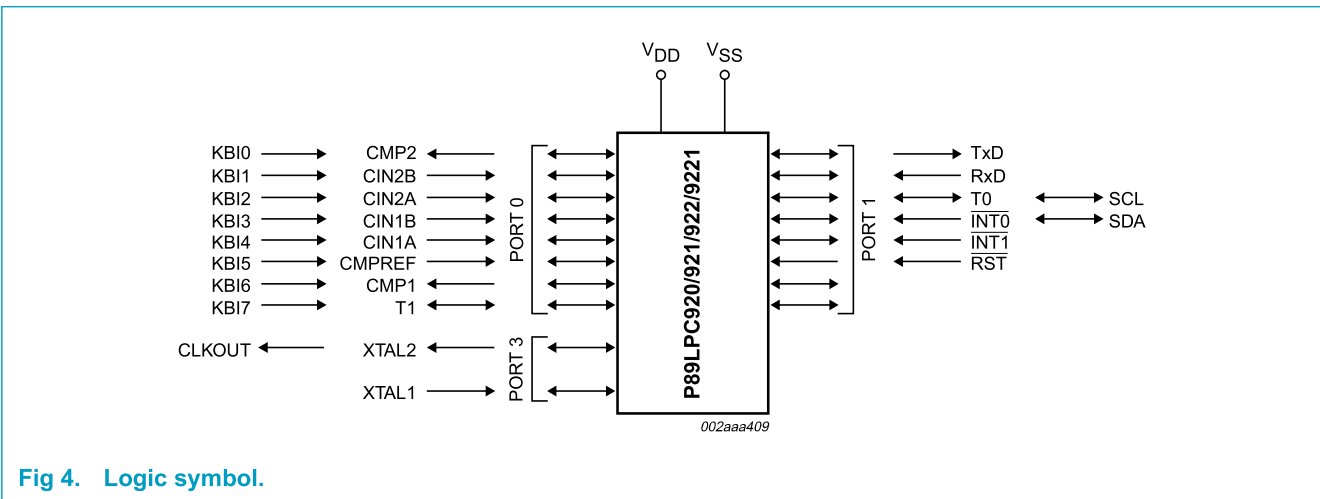 VDD VSS
KBI0 CMP2 TxD
KBI1 CIN2B RxD
KBI2 CIN2A T0 SCL
KBI3 CIN1B INT0 SDA
KBI4 CIN1A INT1
KBI5 CMPREF RST
KBI6 CMP1
KBI7 T1
PORT 0
P89LPC920/921/922/9221
PORT 1
CLKOUT XTAL2
XTAL1
PORT 3
002aaa409
Fig 4. Logic symbol.